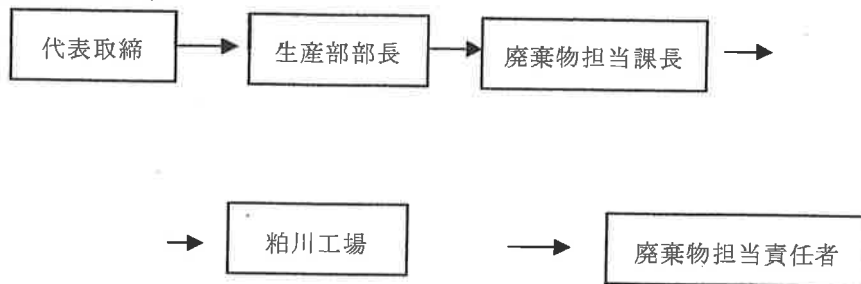 代表取締
生産部部長
廃棄物担当課長
粕川工場
廃棄物担当責任者